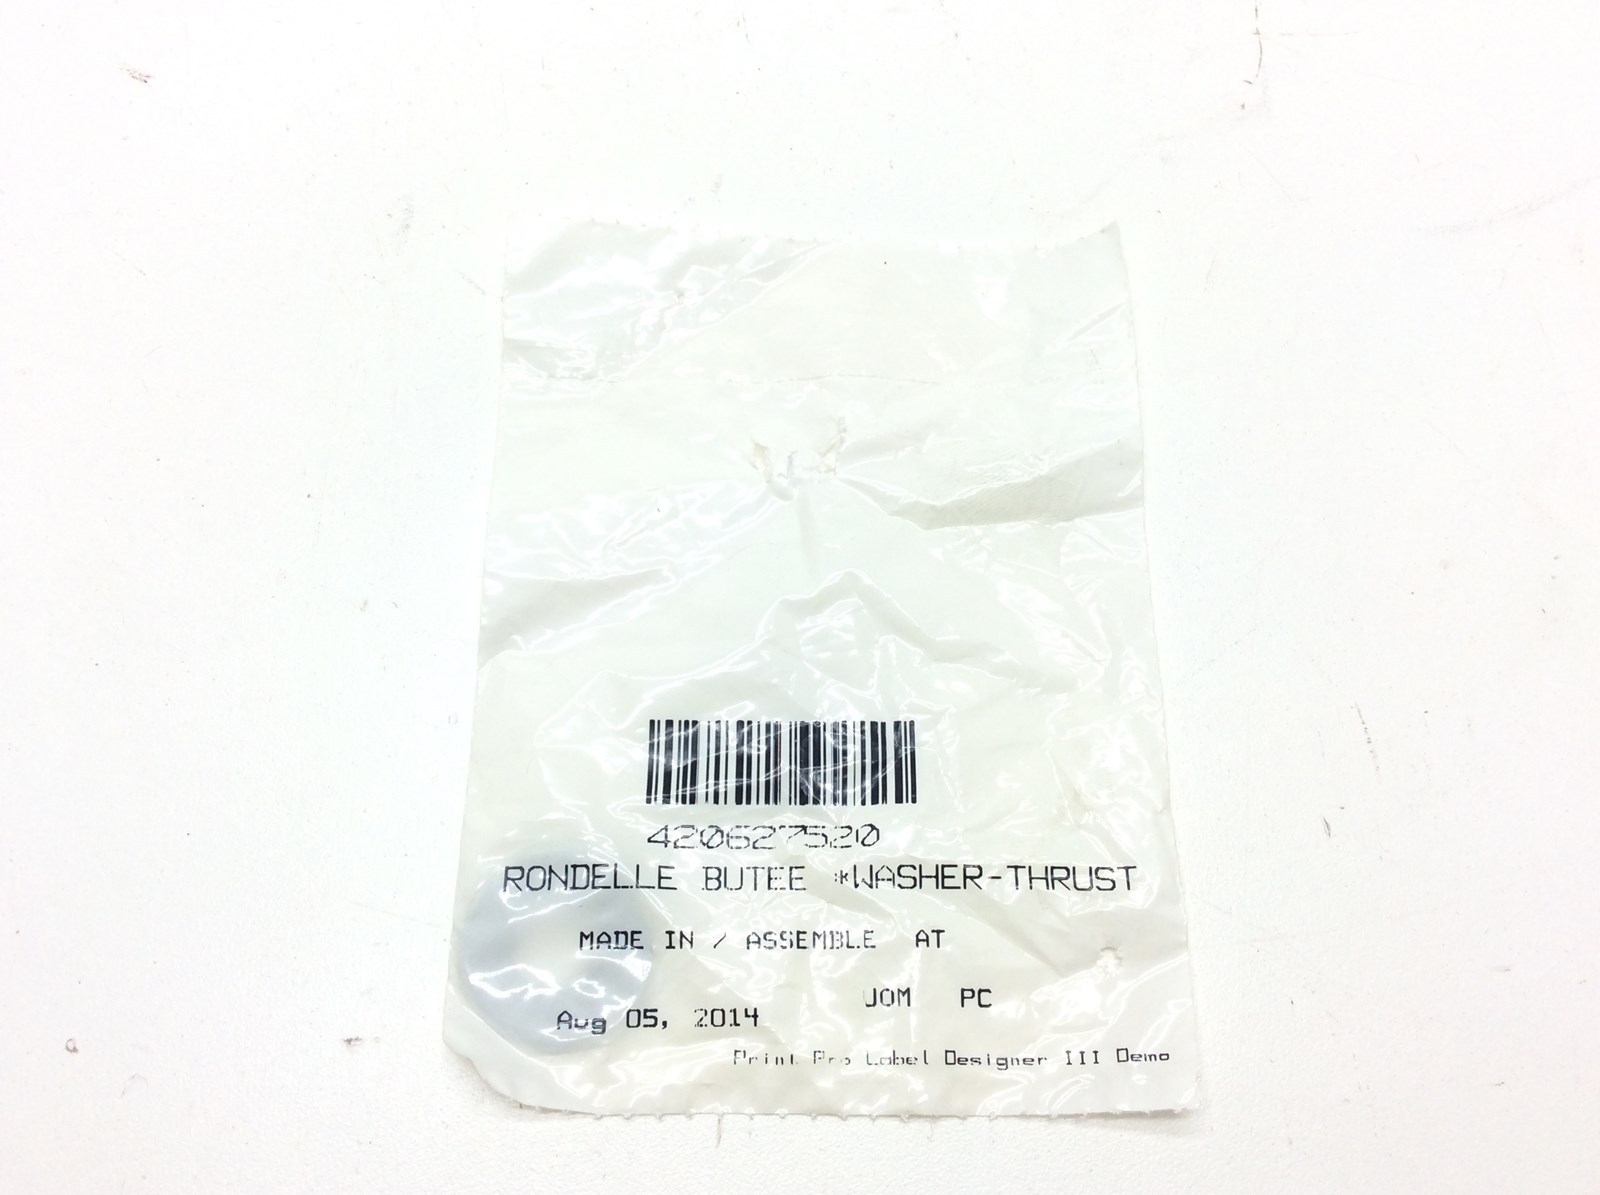 420627520
RONDELLE BUTEE *WASHER-THRUST
MADE IN / ASSEMBLE AT
UOM PC
Aug 05, 2014
Print Pro Label Designer III Demo